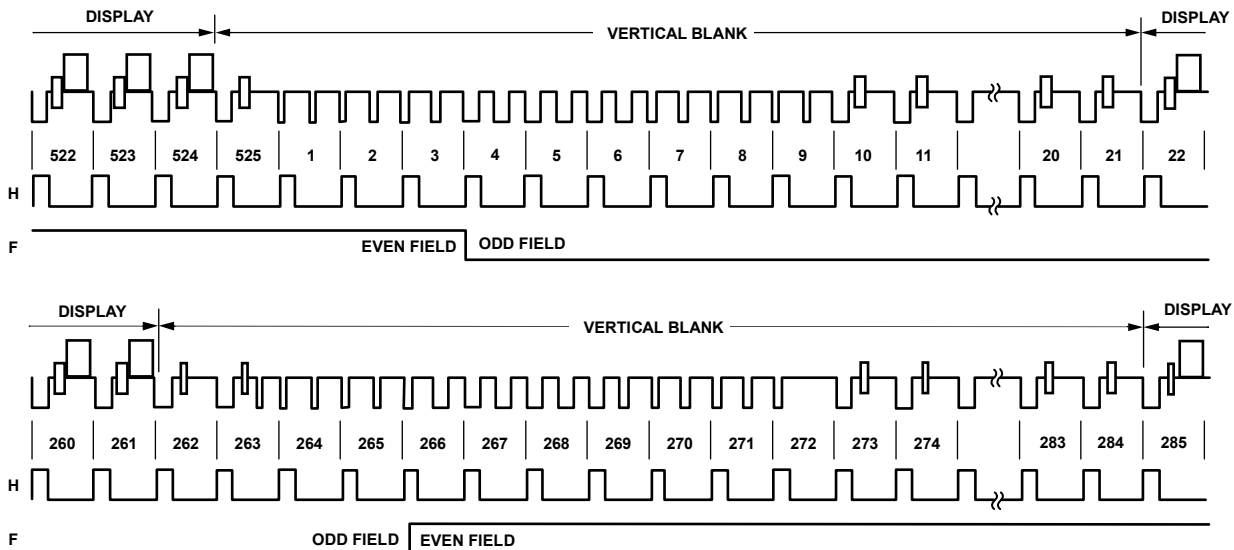 DISPLAY VERTICAL BLANK DISPLAY
522 523 524 525 1 2 3 4 5 6 7 8 9 10 11 20 21 22
H
F EVEN FIELD ODD FIELD
DISPLAY VERTICAL BLANK DISPLAY
260 261 262 263 264 265 266 267 268 269 270 271 272 273 274 283 284 285
H
F ODD FIELD EVEN FIELD